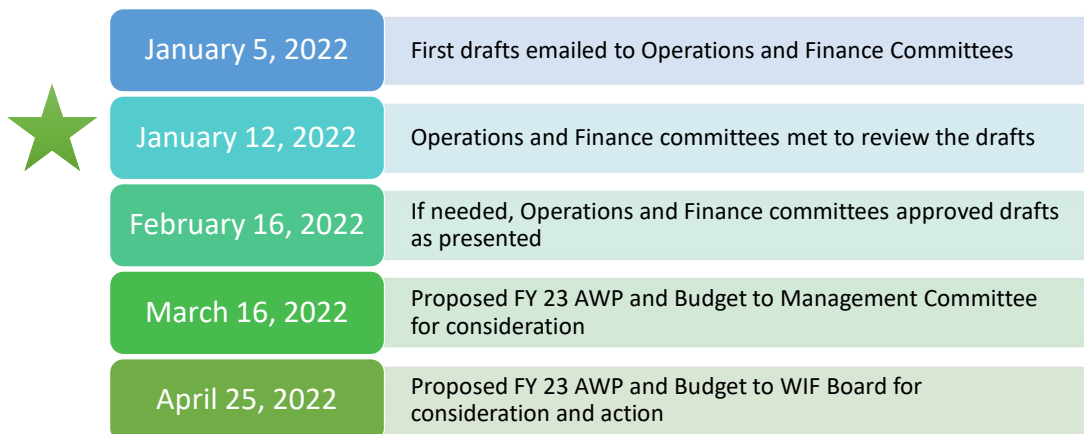 January 5, 2022
First drafts emailed to Operations and Finance Committees
January 12, 2022
Operations and Finance committees met to review the drafts
February 16, 2022
If needed, Operations and Finance committees approved drafts
as presented
March 16, 2022
Proposed FY 23 AWP and Budget to Management Committee
for consideration
April 25, 2022
Proposed FY 23 AWP and Budget to WIF Board for
consideration and action